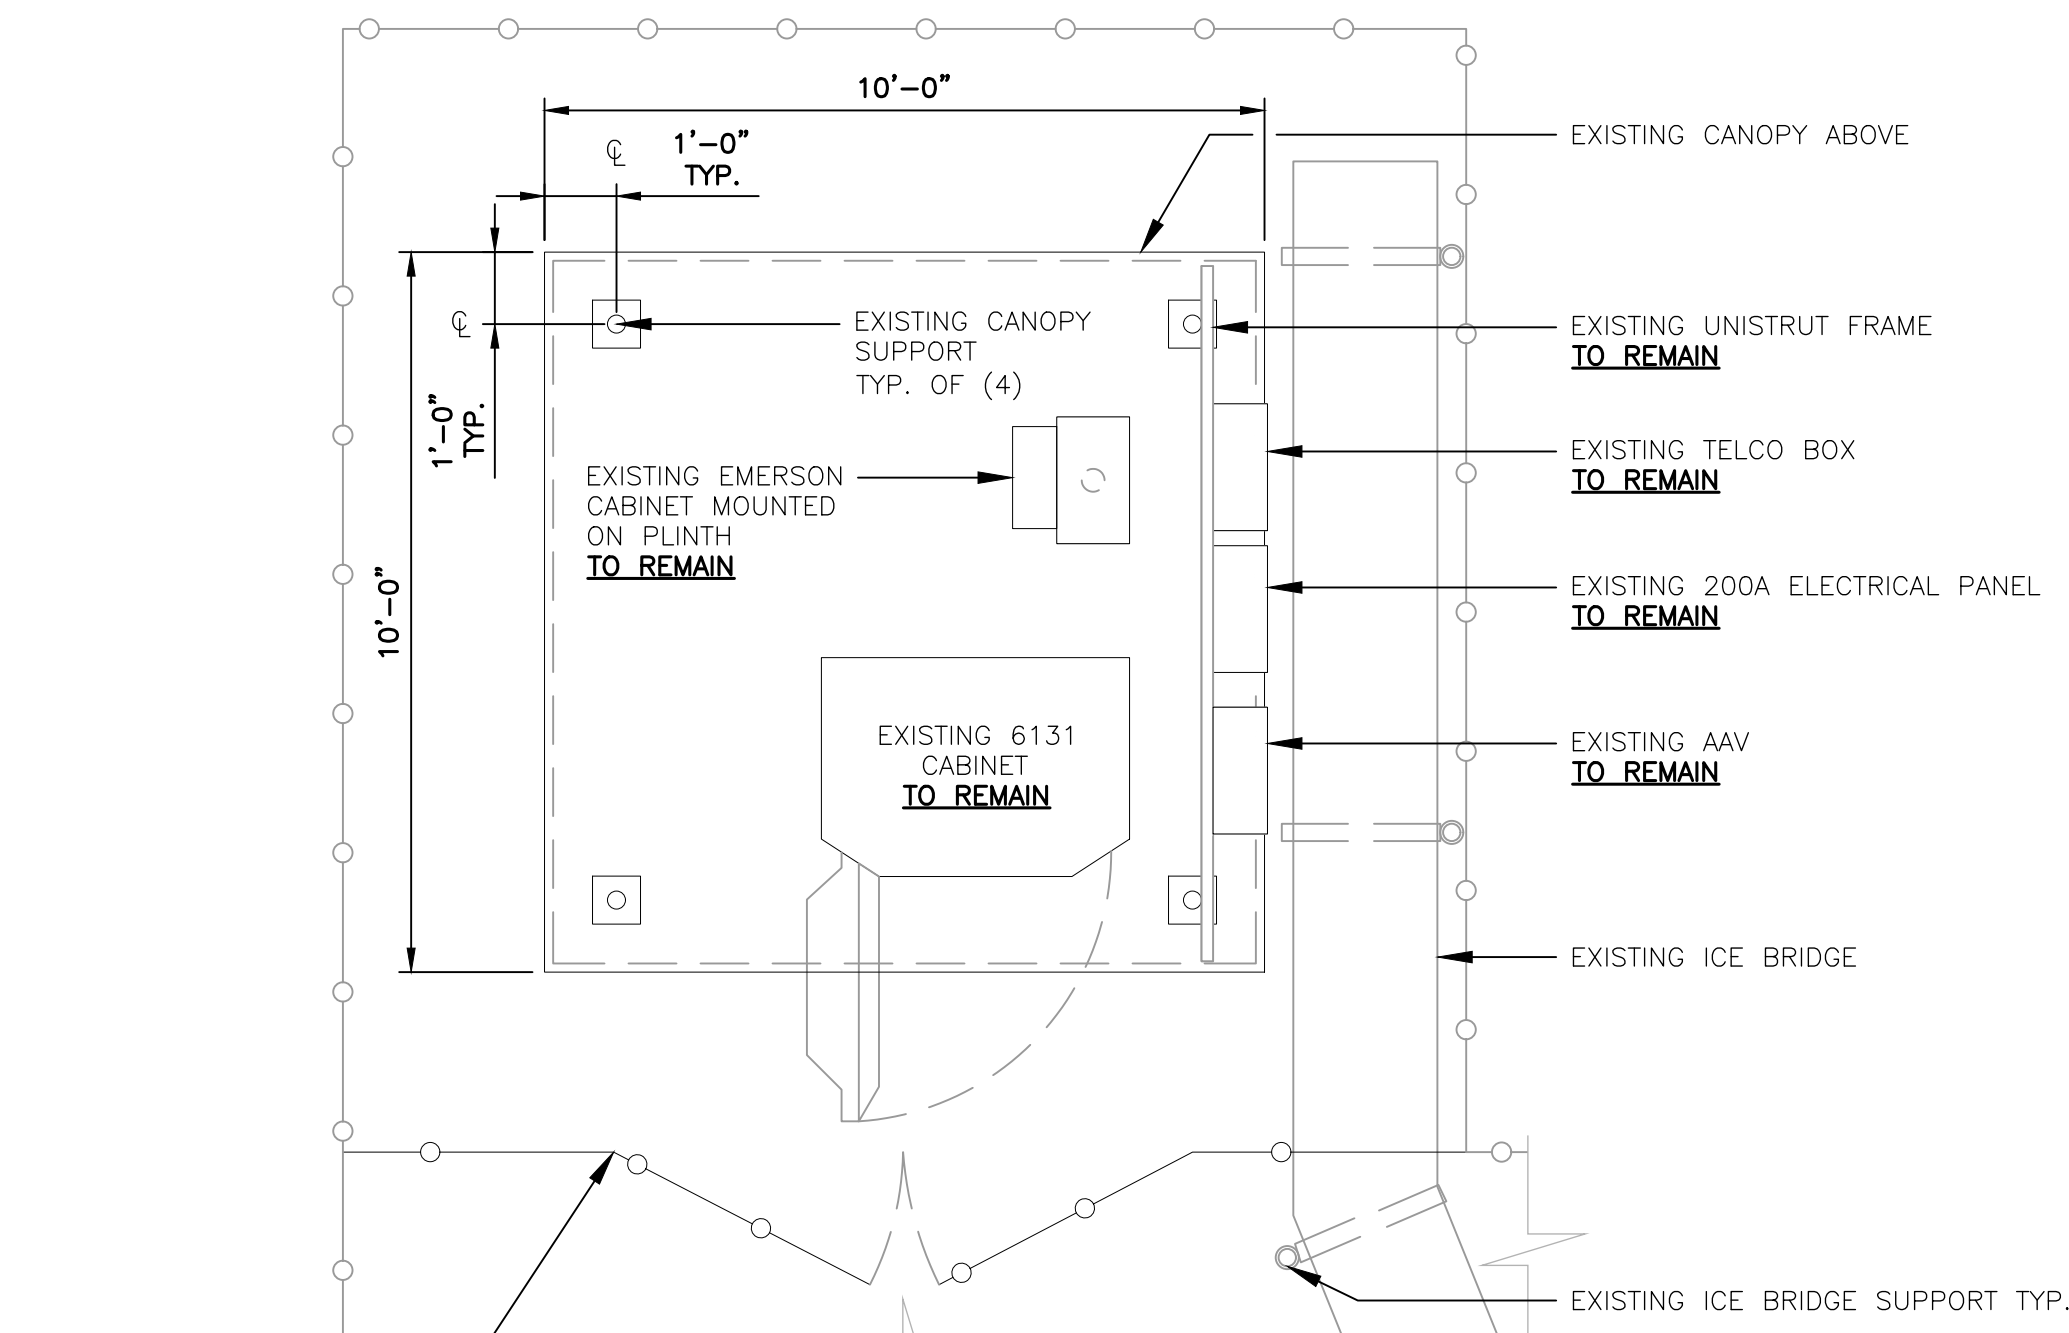 10'-0"
℄
1'-0"
TYP.
EXISTING CANOPY ABOVE
℄
EXISTING CANOPY
SUPPORT
TYP. OF (4)
EXISTING UNISTRUT FRAME
TO REMAIN
1'-0"
TYP.
EXISTING TELCO BOX
TO REMAIN
EXISTING EMERSON
CABINET MOUNTED
ON PLINTH
TO REMAIN
10'-0"
EXISTING 200A ELECTRICAL PANEL
TO REMAIN
EXISTING 6131
CABINET
TO REMAIN
EXISTING AAV
TO REMAIN
EXISTING ICE BRIDGE
EXISTING ICE BRIDGE SUPPORT TYP.